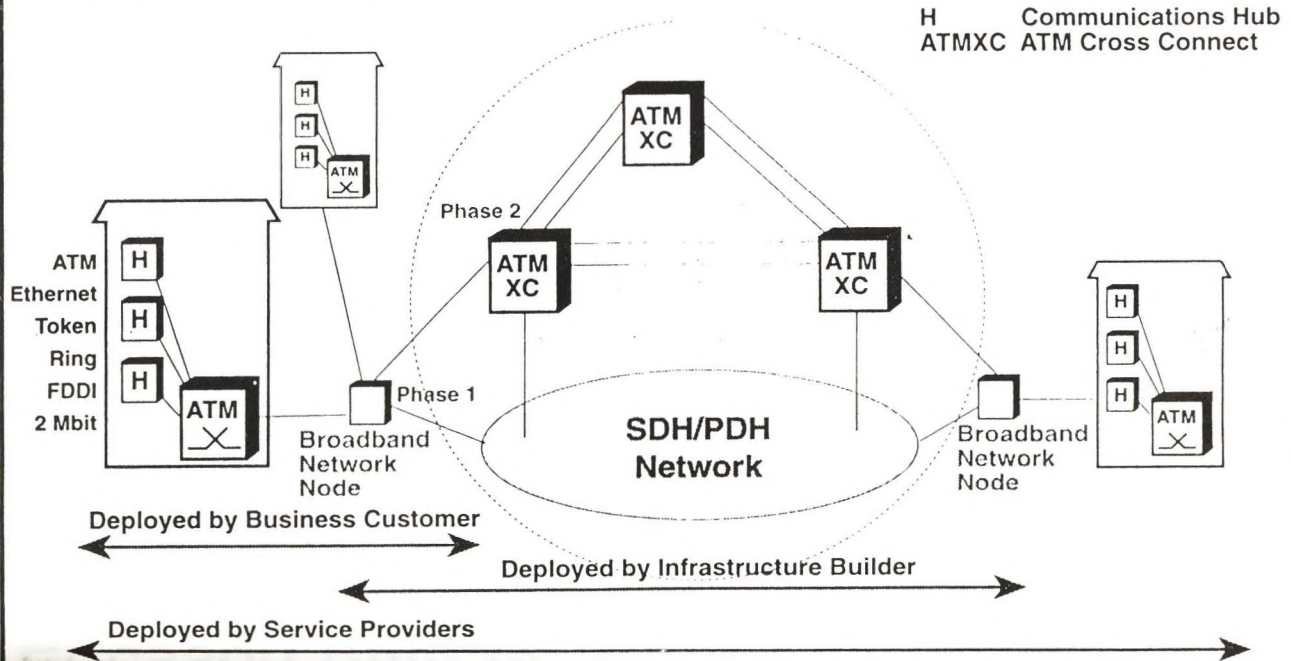 H Communications Hub
ATMXC ATM Cross Connect
H
H
H
ATM
ATM
XC
Phase 2
ATM
XC
ATM
XC
ATM
Ethernet
Token
Ring
FDDI
2 Mbit
H
H
H
ATM
Phase 1
Broadband
Network
Node
SDH/PDH
Network
Broadband
Network
Node
H
H
H
ATM
Deployed by Business Customer
Deployed by Infrastructure Builder
Deployed by Service Providers